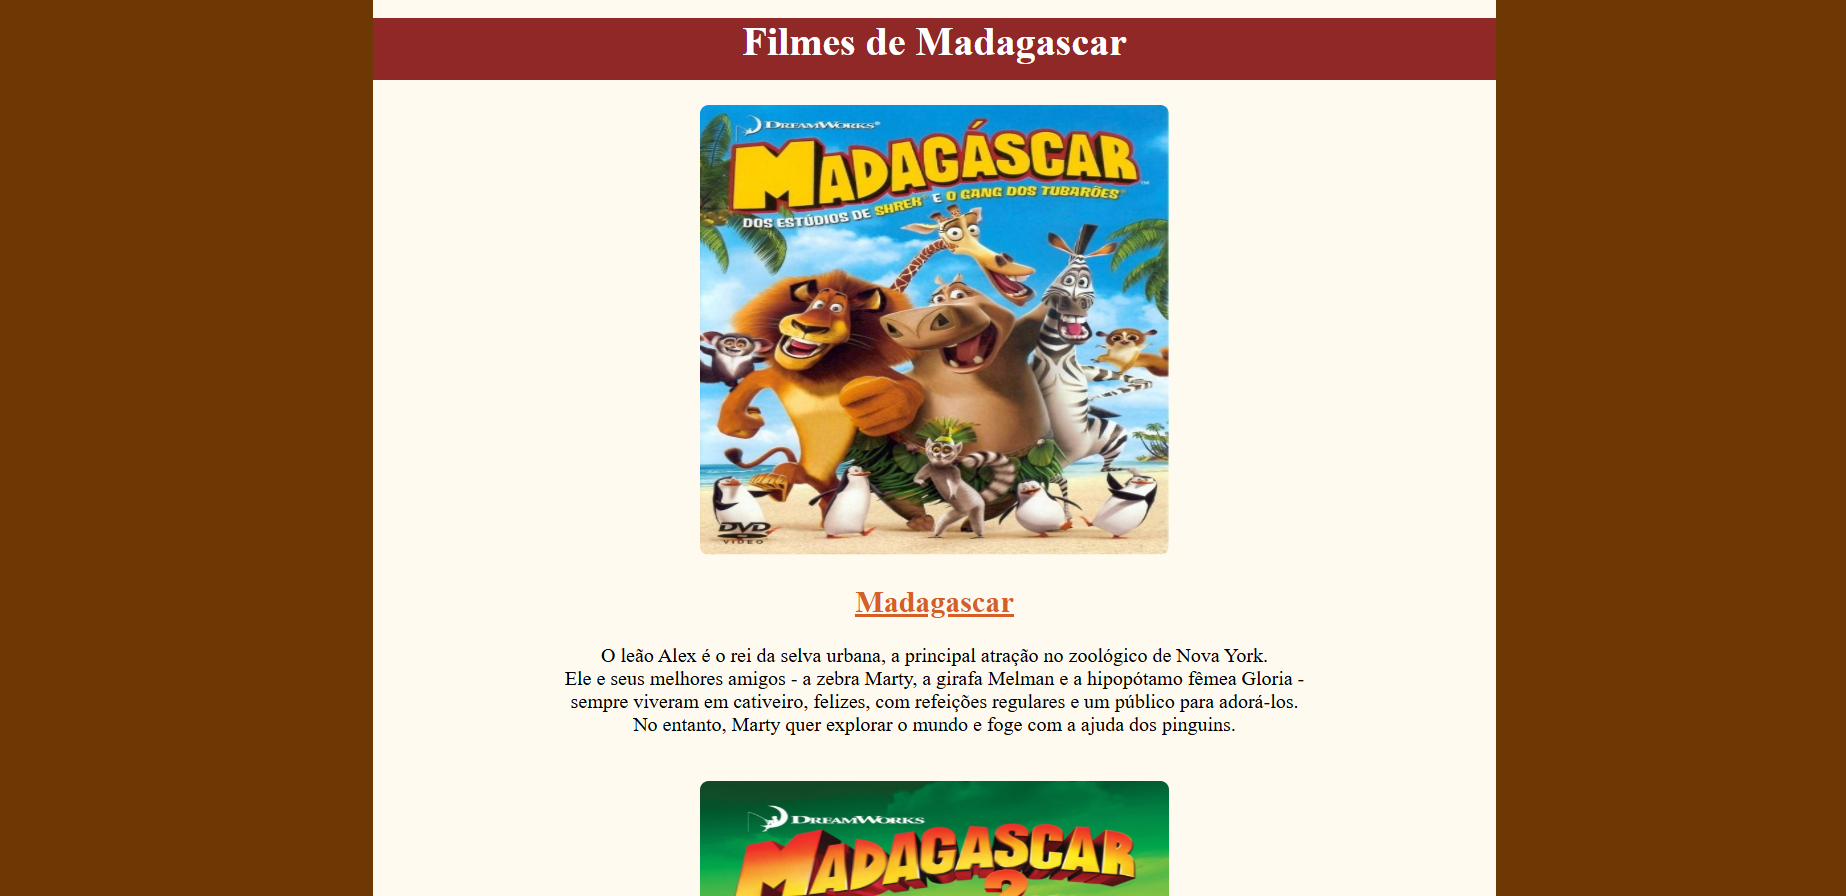 Filmes de Madagascar
DREAMWORKS
MADAGÁSCAR
DOS ESTÚDIOS DE SHREK E O GANG DOS TUBARÕES
DVD
VIDEO
Madagascar
O leão Alex é o rei da selva urbana, a principal atração no zoológico de Nova York.
Ele e seus melhores amigos - a zebra Marty, a girafa Melman e a hipopótamo fêmea Gloria -
sempre viveram em cativeiro, felizes, com refeições regulares e um público para adorá-los.
No entanto, Marty quer explorar o mundo e foge com a ajuda dos pinguins.
DREAMWORKS
MADAGASCAR